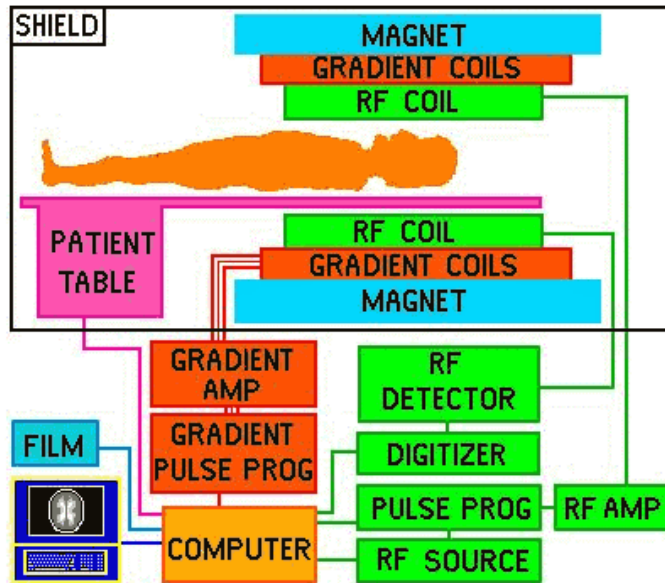 SHIELD
MAGNET
GRADIENT COILS
RF COIL
RF COIL
GRADIENT COILS
MAGNET
PATIENT
TABLE
GRADIENT
AMP
RF
DETECTOR
GRADIENT
PULSE PROG
FILM
DIGITIZER
PULSE PROG
RF AMP
COMPUTER
RF SOURCE